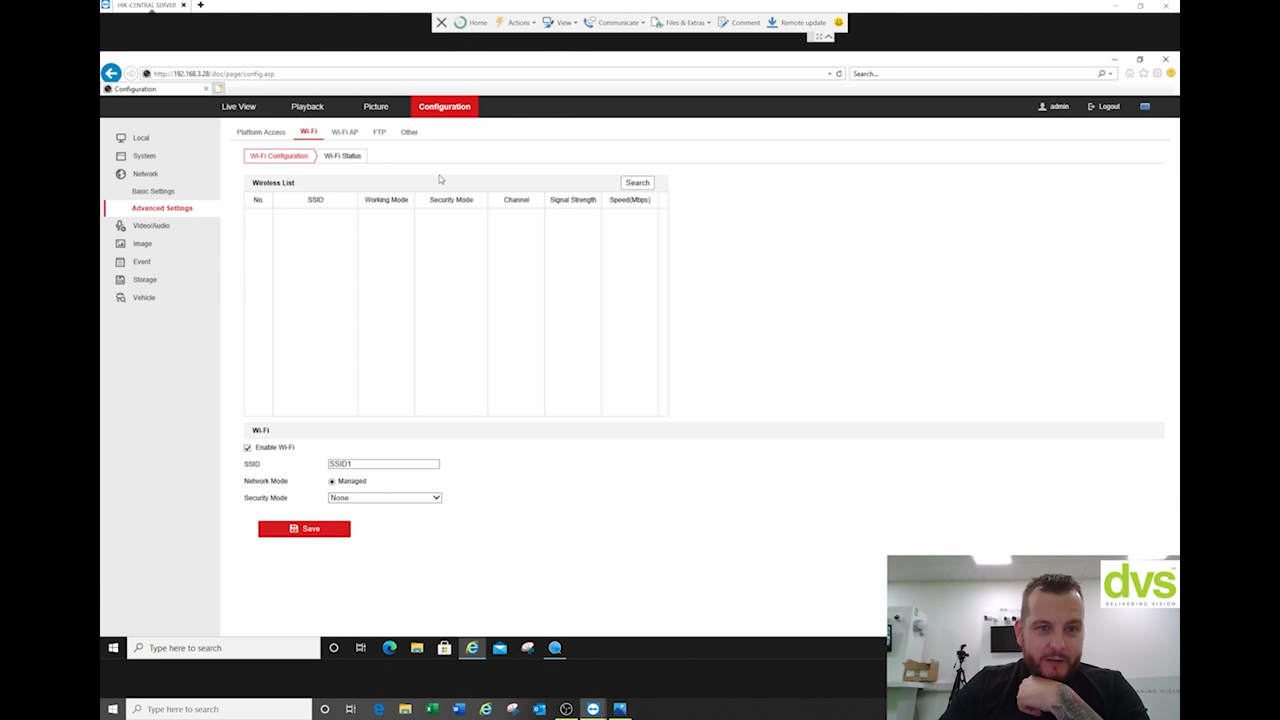 HIK-CENTRAL SERVER
Home Actions View Communicate Files & Extras Comment Remote update
http://192.168.3.28/doc/page/config.asp
Search...
Configuration
Live View Playback Picture Configuration
admin Logout
Local
System
Network
Basic Settings
Advanced Settings
Video/Audio
Image
Event
Storage
Vehicle
Platform Access Wi-Fi Wi-Fi AP FTP Other
Wi-Fi Configuration Wi-Fi Status
Wireless List Search
No. SSID Working Mode Security Mode Channel Signal Strength Speed(Mbps)
Wi-Fi
Enable Wi-Fi
SSID SSID1
Network Mode Managed
Security Mode None
Save
dvs™
DELIVERING VISION
Type here to search
Type here to search